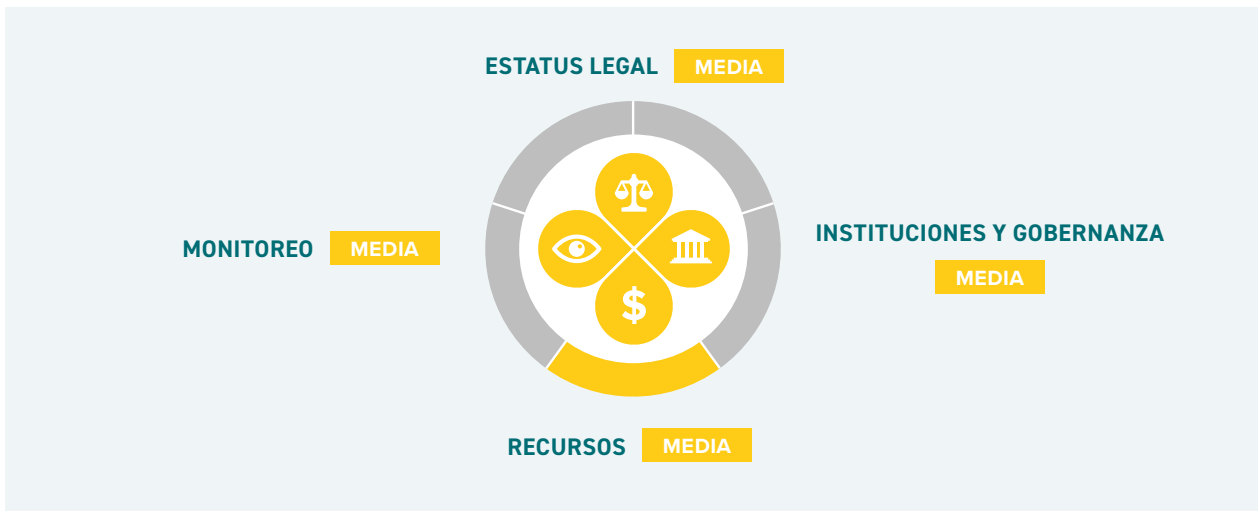 ESTATUS LEGAL MEDIA
MONITOREO MEDIA
INSTITUCIONES Y GOBERNANZA
MEDIA
$
RECURSOS MEDIA